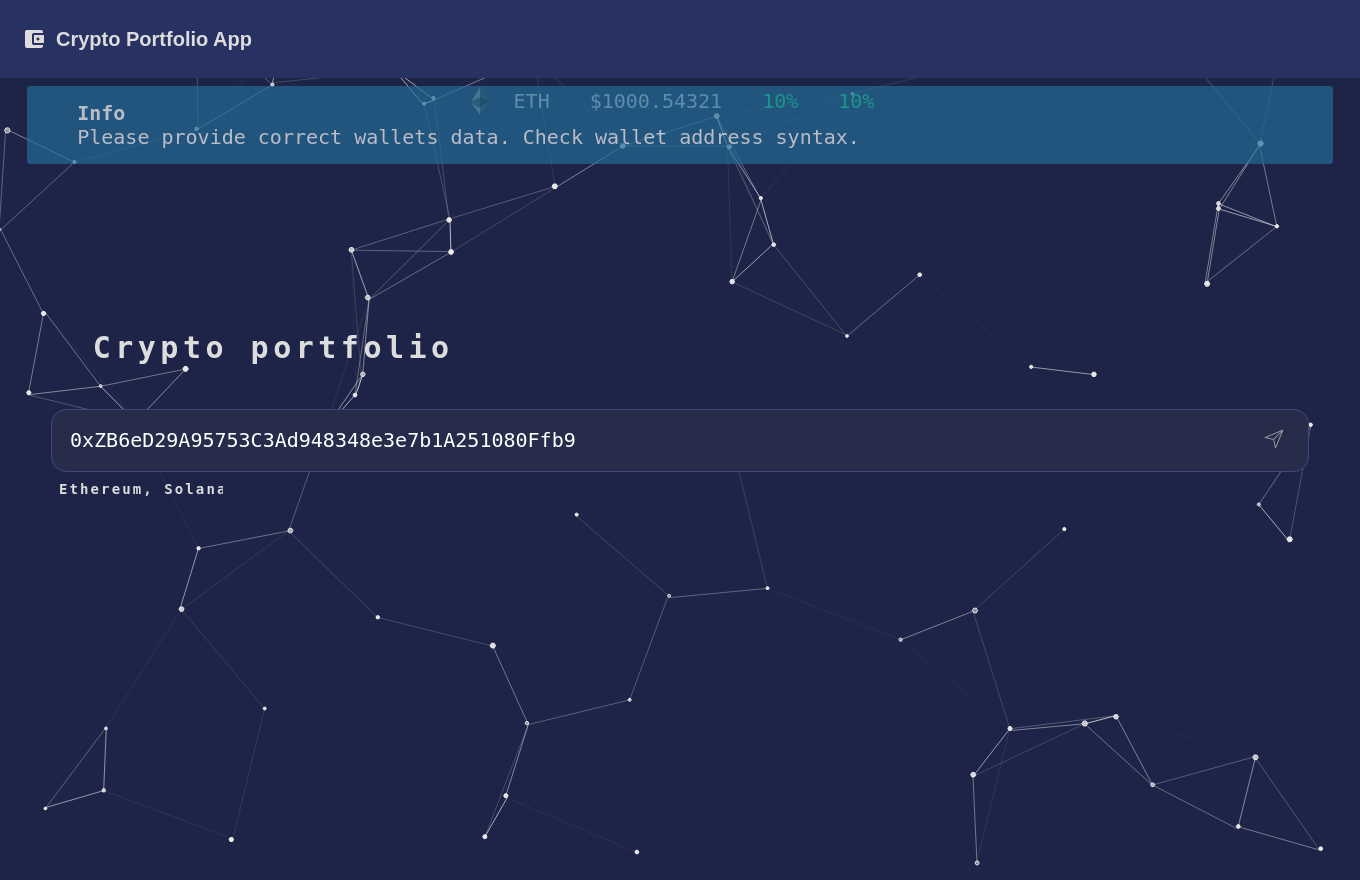 Crypto Portfolio App
ETH $1000.54321 10% 10%
Info
Please provide correct wallets data. Check wallet address syntax.
Crypto portfolio
0xZB6eD29A95753C3Ad948348e3e7b1A251080Ffb9
Ethereum, Solana